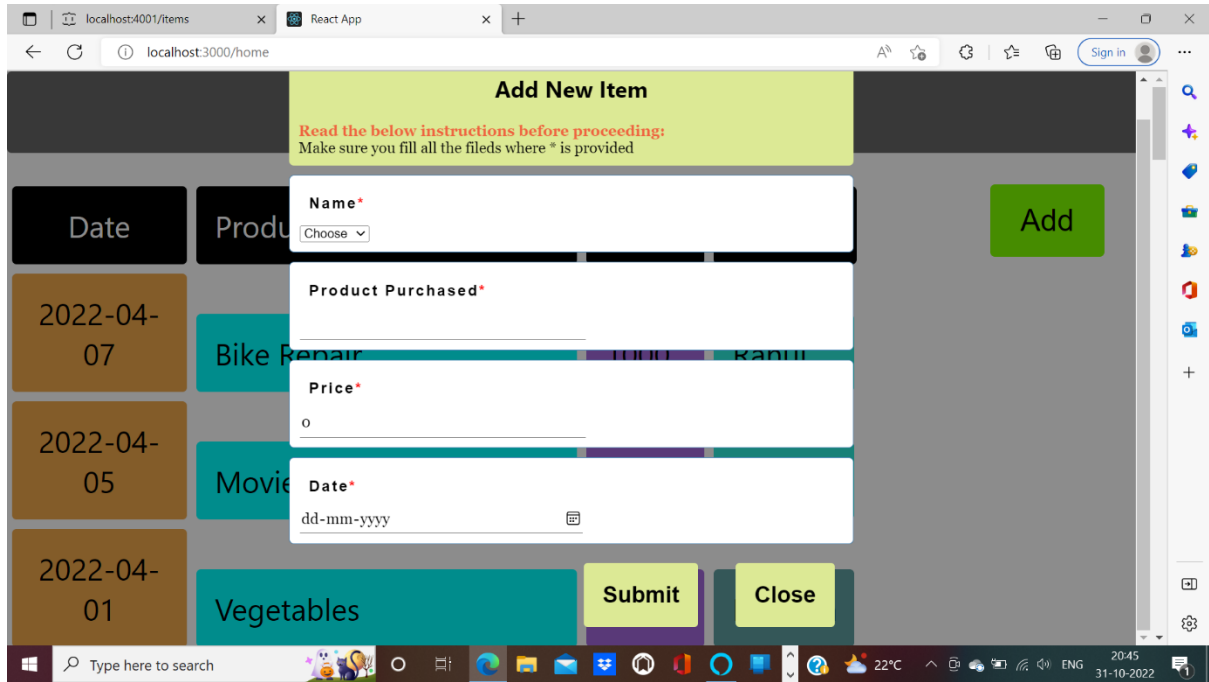 localhost:4001/items
React App
localhost:3000/home
Sign in
Add New Item
Read the below instructions before proceeding:
Make sure you fill all the fileds where * is provided
Date
Produ
Add
Name*
Choose
Product Purchased*
2022-04-
07
Bike Repair
1000
Rahul
Price*
0
2022-04-
05
Movie
Date*
dd-mm-yyyy
2022-04-
01
Vegetables
Submit
Close
Type here to search
22°C
ENG
20:45
31-10-2022
1